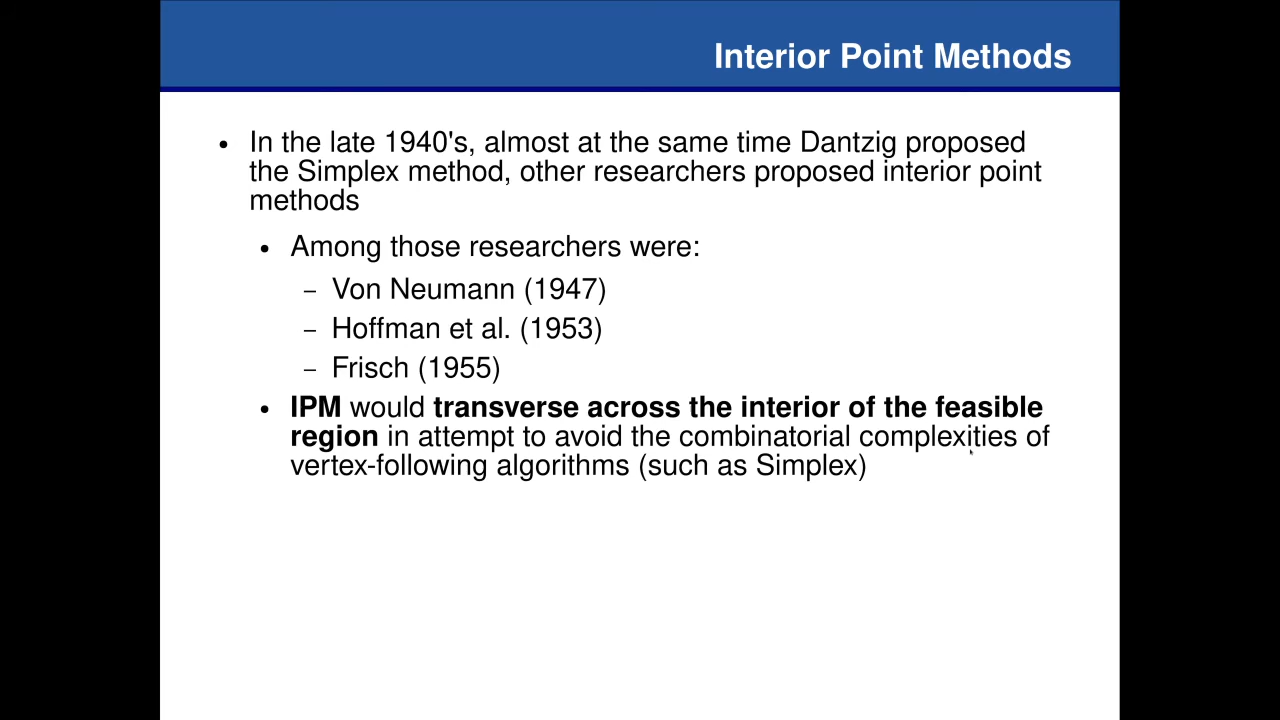 Interior Point Methods
• In the late 1940's, almost at the same time Dantzig proposed
the Simplex method, other researchers proposed interior point
methods
• Among those researchers were:
– Von Neumann (1947)
– Hoffman et al. (1953)
– Frisch (1955)
• IPM would transverse across the interior of the feasible
region in attempt to avoid the combinatorial complexities of
vertex-following algorithms (such as Simplex)